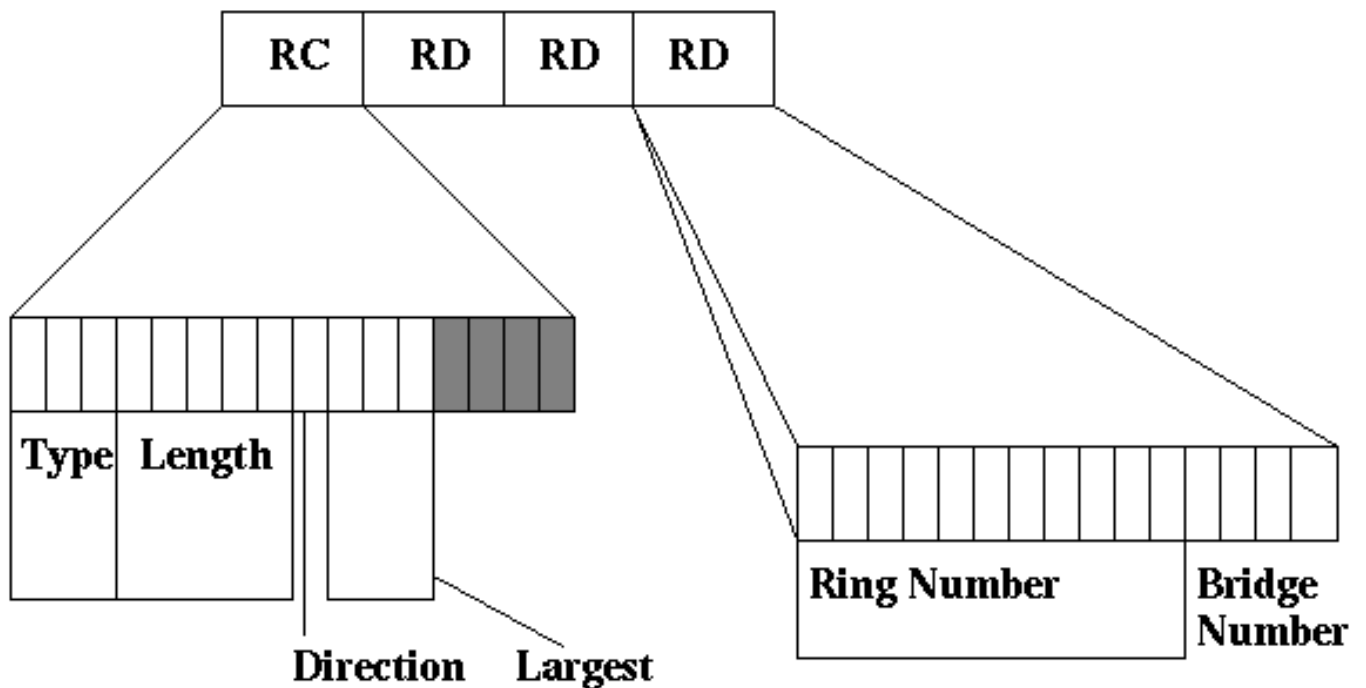 RC RD RD RD
Type Length
Ring Number Bridge
Number
Direction Largest